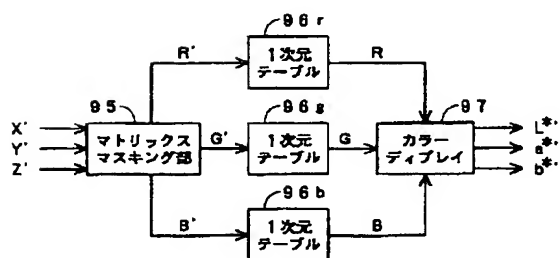 96r
R'
1次元
テーブル
R
95
96g
97
X'
Y'
Z'
マトリックス
マスキング部
G'
1次元
テーブル
G
カラー
ディプレイ
L*'
a*'
b*'
96b
B'
1次元
テーブル
B